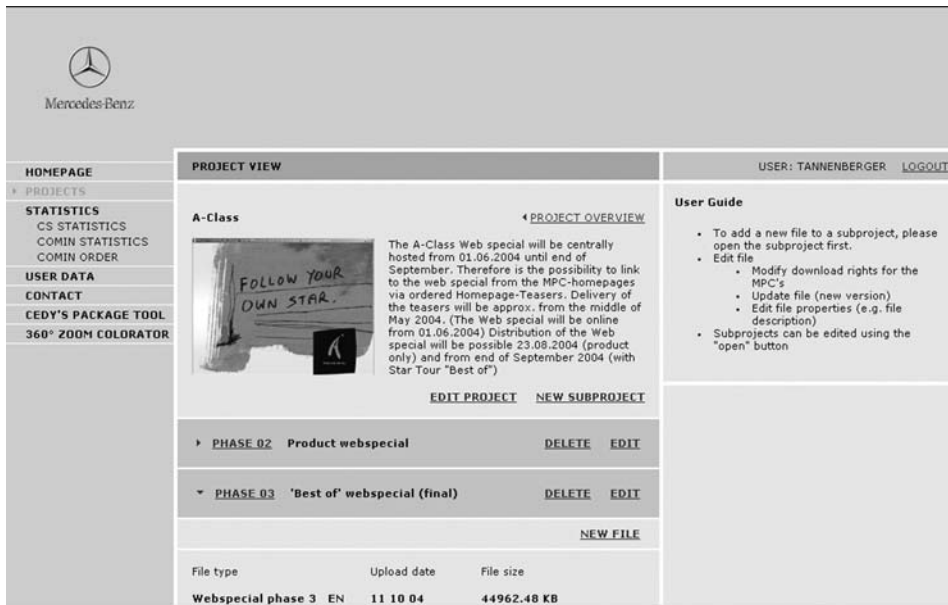 Mercedes-Benz
HOMEPAGE
PROJECTS
STATISTICS
CS STATISTICS
COMIN STATISTICS
COMIN ORDER
USER DATA
CONTACT
CEDY'S PACKAGE TOOL
360° ZOOM COLORATOR
PROJECT VIEW
A-Class
PROJECT OVERVIEW
FOLLOW YOUR
OWN STAR.
The A-Class Web special will be centrally
hosted from 01.06.2004 until end of
September. Therefore is the possibility to link
to the web special from the MPC-homepages
via ordered Homepage-Teasers. Delivery of
the teasers will be approx. from the middle of
May 2004. (The Web special will be online
from 01.06.2004) Distribution of the Web
special will be possible 23.08.2004 (product
only) and from end of September 2004 (with
Star Tour "Best of")
EDIT PROJECT NEW SUBPROJECT
PHASE 02 Product webspecial DELETE EDIT
PHASE 03 'Best of' webspecial (final) DELETE EDIT
NEW FILE
File type Upload date File size
Webspecial phase 3 EN 11 10 04 44962.48 KB
USER: TANNENBERGER LOGOUT
User Guide
• To add a new file to a subproject, please
open the subproject first.
• Edit file
• Modify download rights for the
MPC's
• Update file (new version)
• Edit file properties (e.g. file
description)
• Subprojects can be edited using the
"open" button